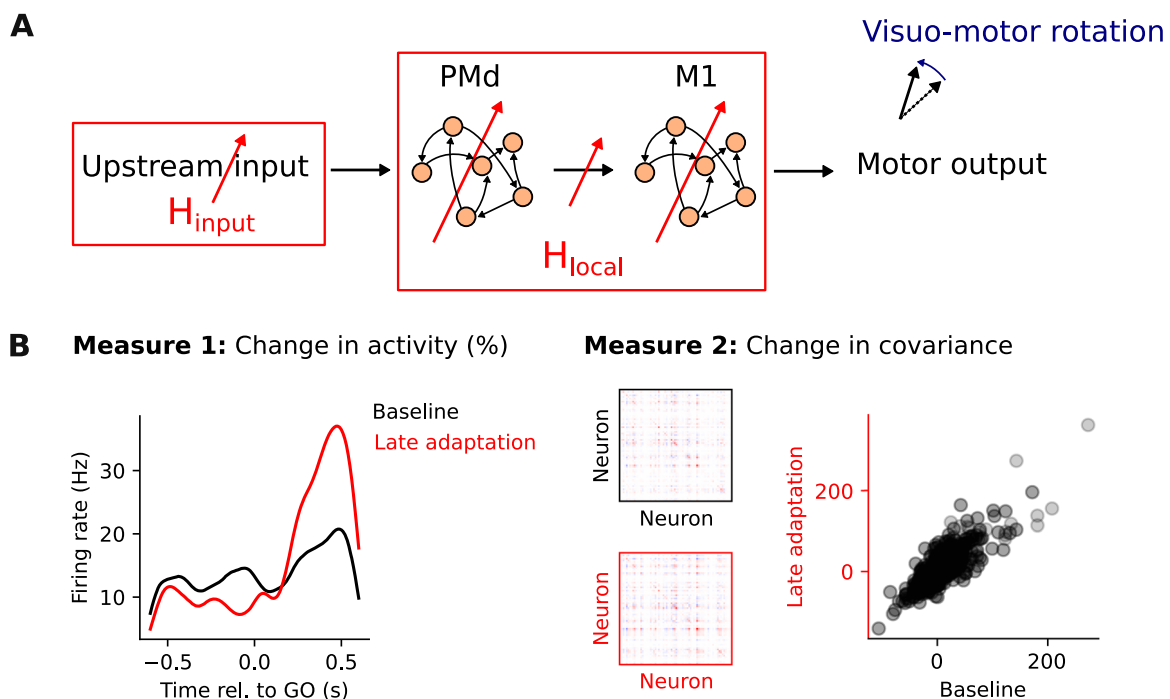 A
Visuo-motor rotation
PMd
M1
Upstream input
H_input
H_local
Motor output
B
Measure 1: Change in activity (%)
Measure 2: Change in covariance
Baseline
Late adaptation
Firing rate (Hz)
30
20
10
−0.5
0.0
0.5
Time rel. to GO (s)
Neuron
Neuron
Neuron
Neuron
Late adaptation
200
0
0
200
Baseline